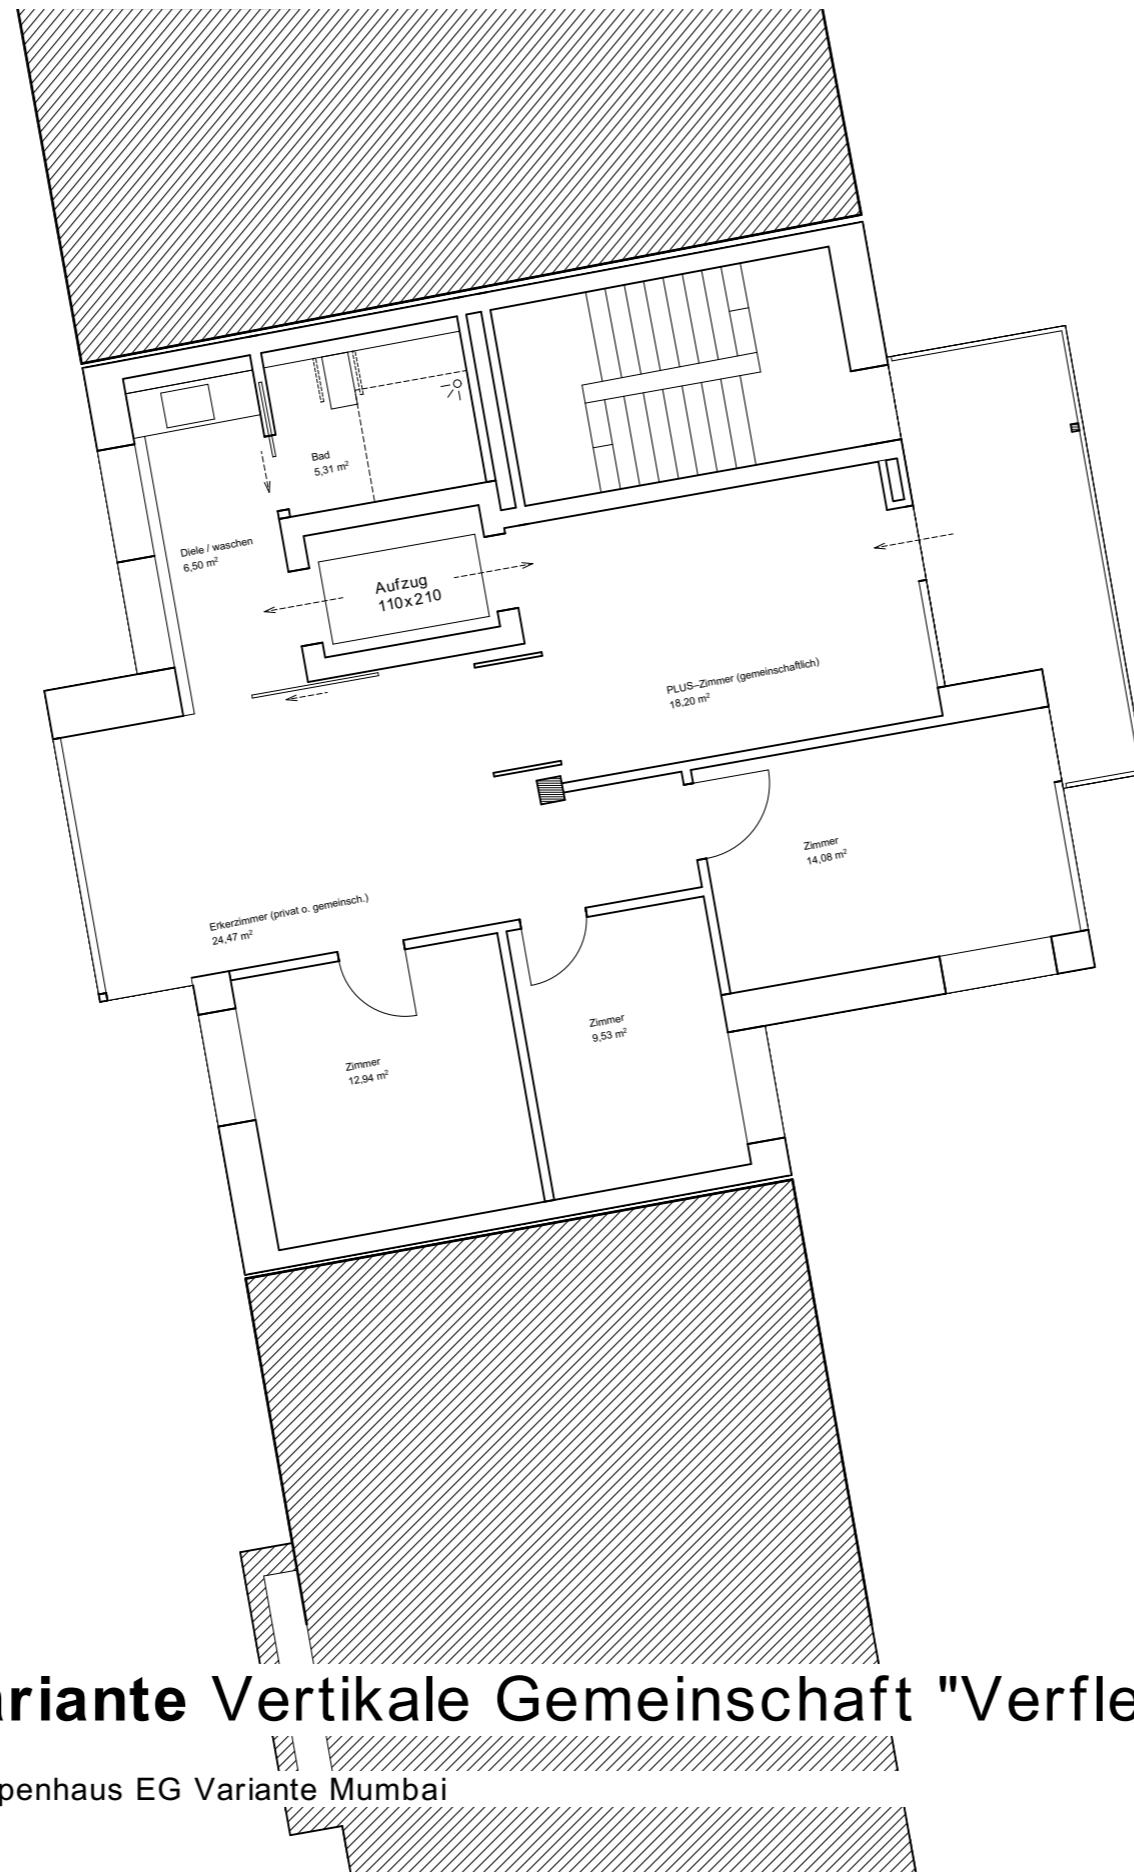 Bad
5,31 m²
Diele / waschen
6,50 m²
Aufzug
110x210
PLUS–Zimmer (gemeinschaftlich)
18,20 m²
Zimmer
14,08 m²
Erkerzimmer (privat o. gemeinsch.)
24,47 m²
Zimmer
9,53 m²
Zimmer
12,94 m²
ariante Vertikale Gemeinschaft "Verfle
penhaus EG Variante Mumbai